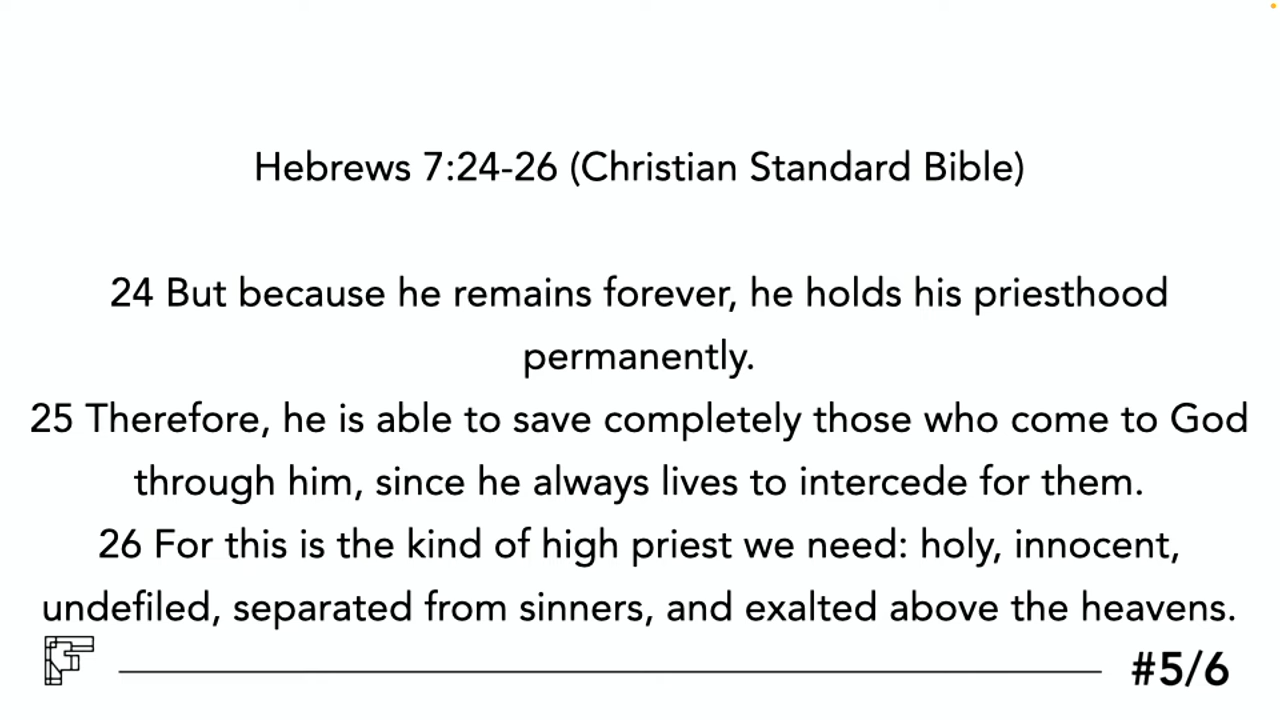 Hebrews 7:24-26 (Christian Standard Bible)
24 But because he remains forever, he holds his priesthood
permanently.
25 Therefore, he is able to save completely those who come to God
through him, since he always lives to intercede for them.
26 For this is the kind of high priest we need: holy, innocent,
undefiled, separated from sinners, and exalted above the heavens.
#5/6